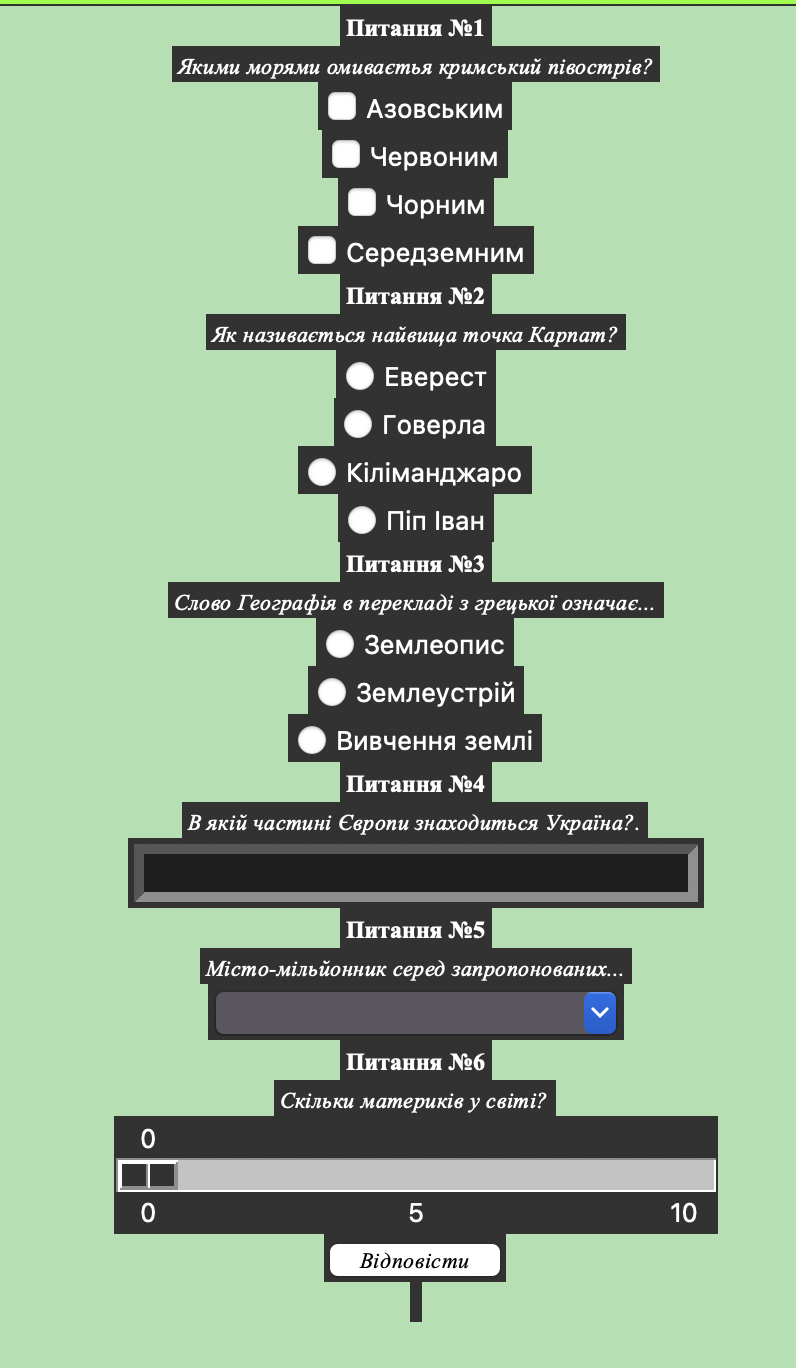 Питання №1
Якими морями омивається кримський півострів?
Азовським
Червоним
Чорним
Середземним
Питання №2
Як називається найвища точка Карпат?
Еверест
Говерла
Кіліманджаро
Піп Іван
Питання №3
Слово Географія в перекладі з грецької означає...
Землеопис
Землеустрій
Вивчення землі
Питання №4
В якій частині Європи знаходиться Україна?.
Питання №5
Місто-мільйонник серед запропонованих...
Питання №6
Скільки материків у світі?
0
0 5 10
Відповісти